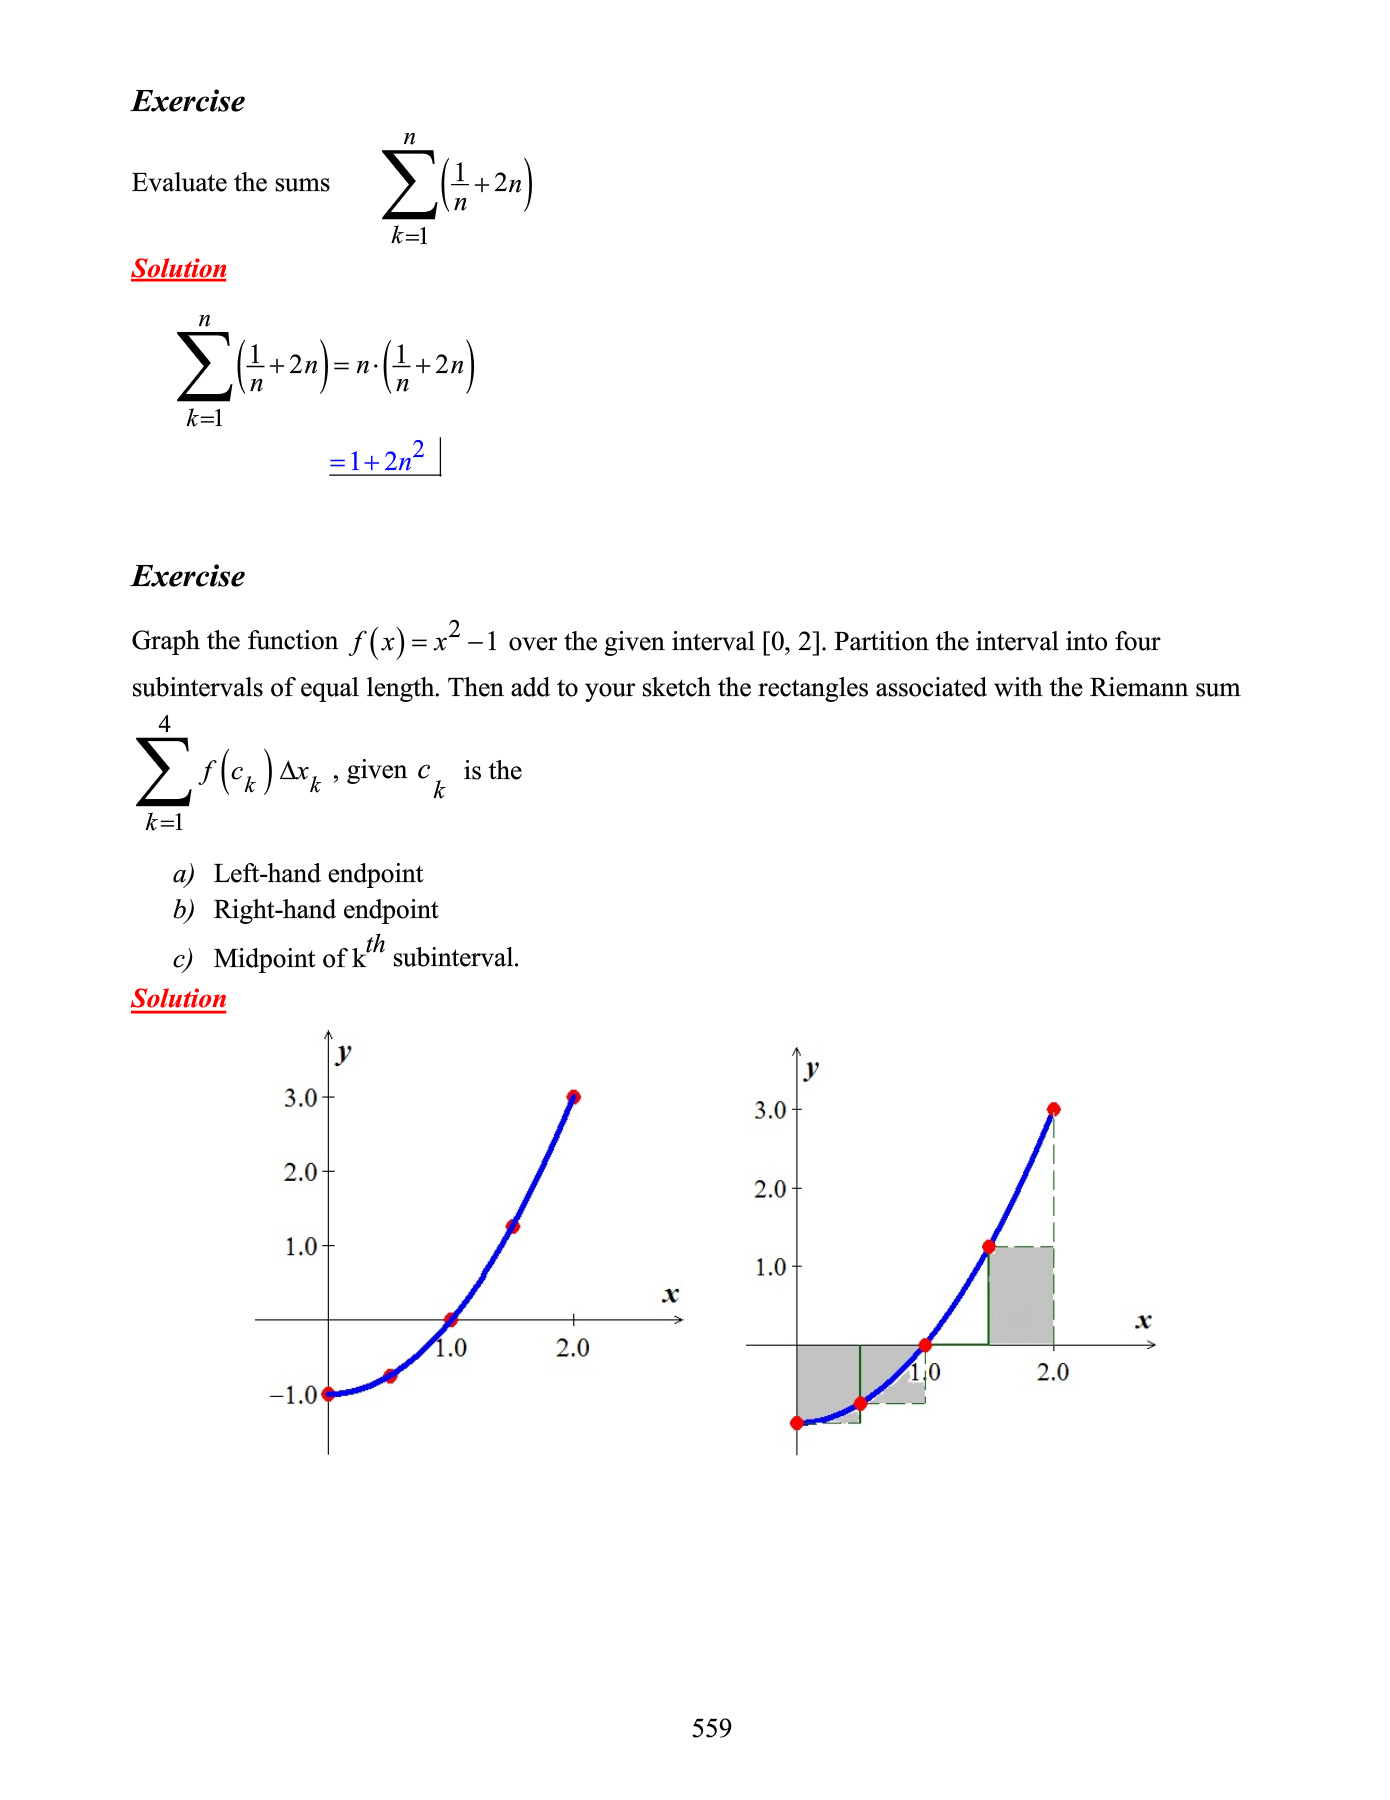 Exercise
Evaluate the sums \sum_{k=1}^{n} \left( \frac{1}{n} + 2n \right)
Solution
\sum_{k=1}^{n} \left( \frac{1}{n} + 2n \right) = n \cdot \left( \frac{1}{n} + 2n \right)
= 1 + 2n^2
Exercise
Graph the function f(x) = x^2 − 1 over the given interval [0, 2]. Partition the interval into four
subintervals of equal length. Then add to your sketch the rectangles associated with the Riemann sum
\sum_{k=1}^{4} f(c_k) Δx_k , given c_k is the
a) Left-hand endpoint
b) Right-hand endpoint
c) Midpoint of k^{th} subinterval.
Solution
y
3.0
2.0
1.0
x
1.0
2.0
−1.0
y
3.0
2.0
1.0
x
1.0
2.0
559